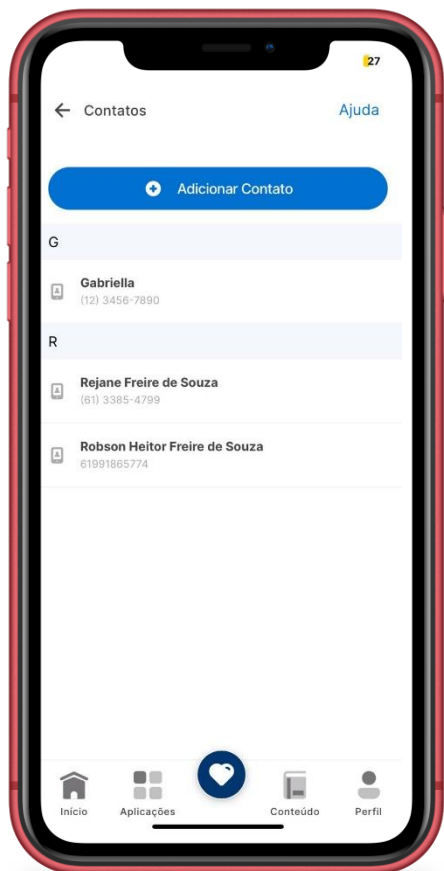 27
Contatos
Ajuda
Adicionar Contato
G
Gabriella
(12) 3456-7890
R
Rejane Freire de Souza
(61) 3385-4799
Robson Heitor Freire de Souza
61991865774
Início
Aplicações
Conteúdo
Perfil